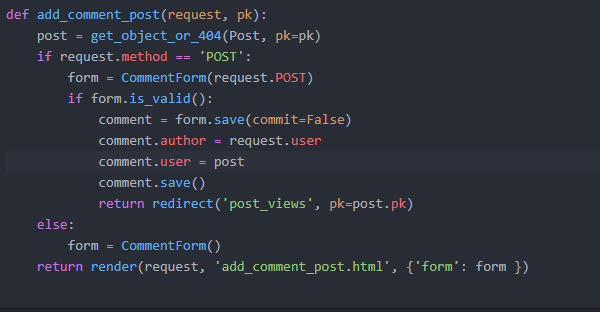 def add_comment_post(request, pk):
    post = get_object_or_404(Post, pk=pk)
    if request.method == 'POST':
        form = CommentForm(request.POST)
        if form.is_valid():
            comment = form.save(commit=False)
            comment.author = request.user
            comment.user = post
            comment.save()
            return redirect('post_views', pk=post.pk)
    else:
        form = CommentForm()
    return render(request, 'add_comment_post.html', {'form': form })